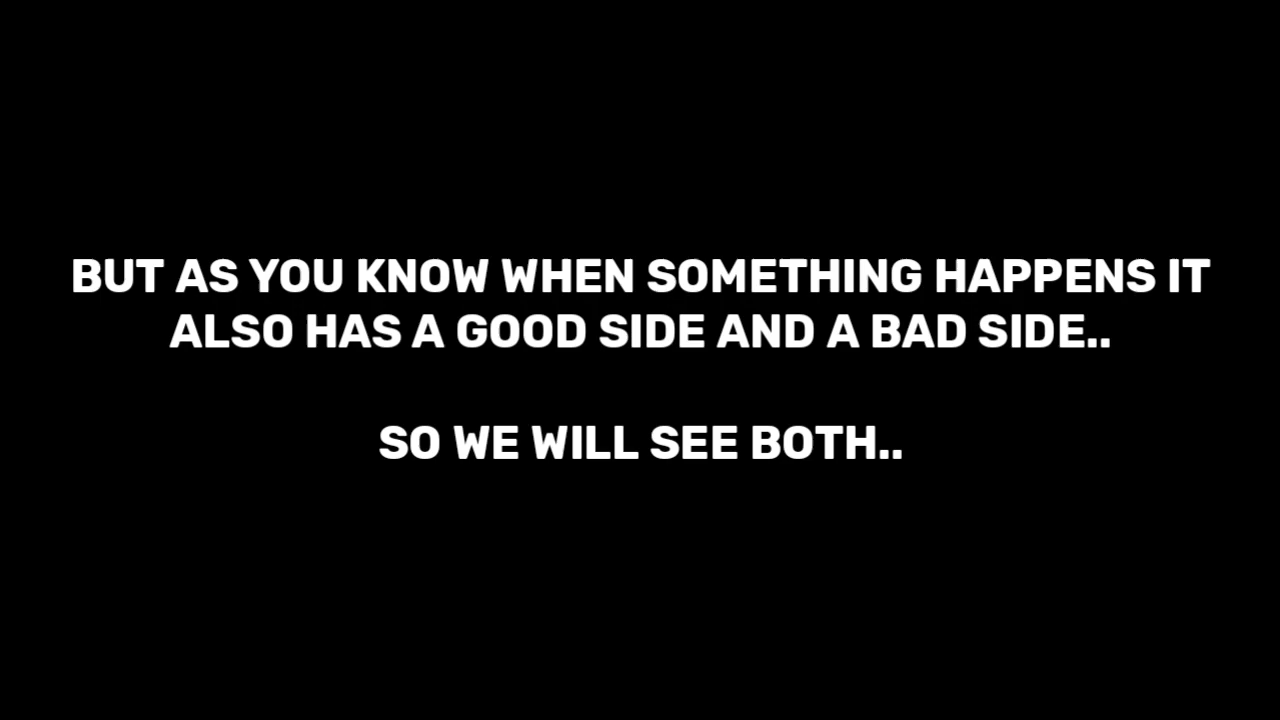 BUT AS YOU KNOW WHEN SOMETHING HAPPENS IT
ALSO HAS A GOOD SIDE AND A BAD SIDE..
SO WE WILL SEE BOTH..